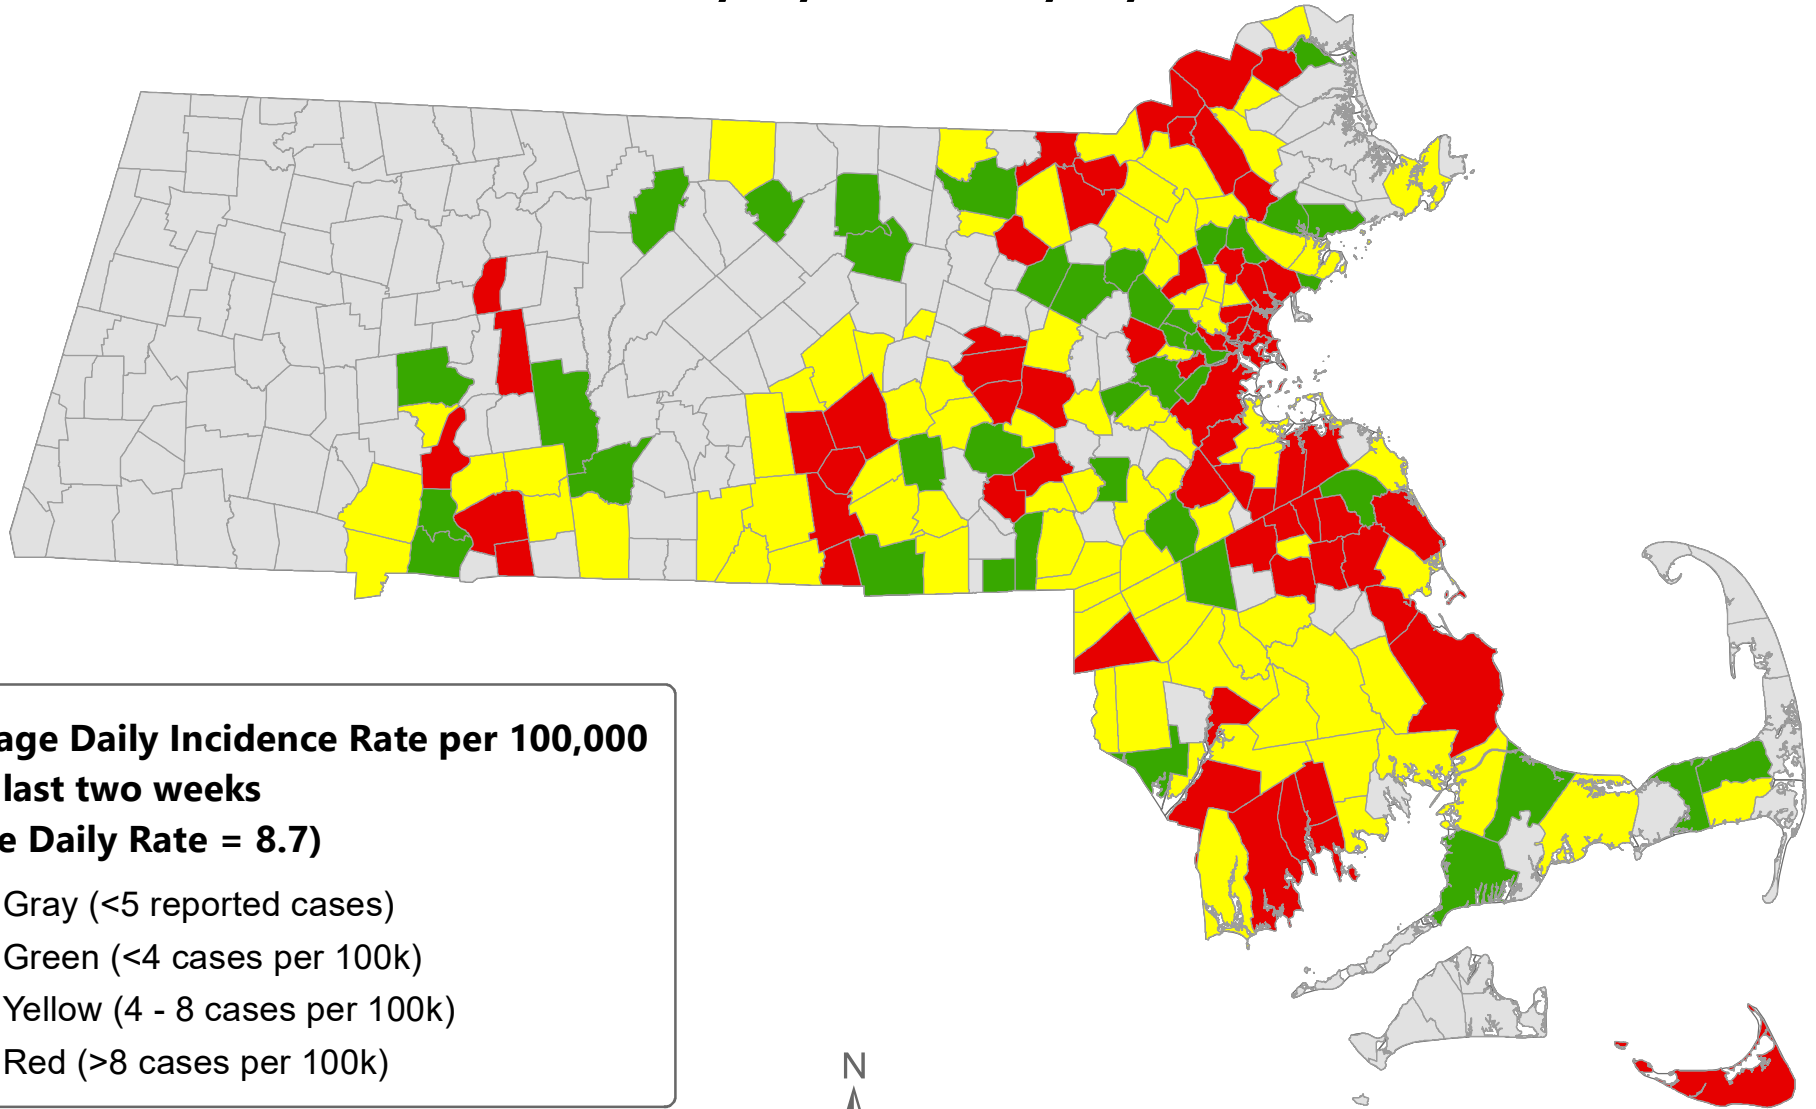 age Daily Incidence Rate per 100,000
last two weeks
e Daily Rate = 8.7)
Gray (<5 reported cases)
Green (<4 cases per 100k)
Yellow (4 - 8 cases per 100k)
Red (>8 cases per 100k)
N